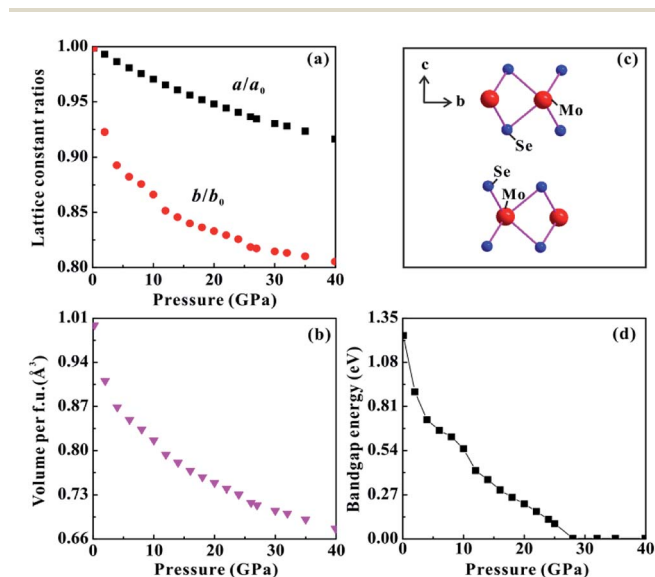 (a)
1.00
0.95
0.90
0.85
0.80
Lattice constant ratios
a/a0
b/b0
0 10 20 30 40
Pressure (GPa)
(c)
c
b
Mo
Se
Se
Mo
(b)
1.01
0.94
0.87
0.80
0.73
0.66
Volume per f.u.(Å³)
0 10 20 30 40
Pressure (GPa)
(d)
1.35
1.08
0.81
0.54
0.27
0.00
Bandgap energy (eV)
0 10 20 30 40
Pressure (GPa)